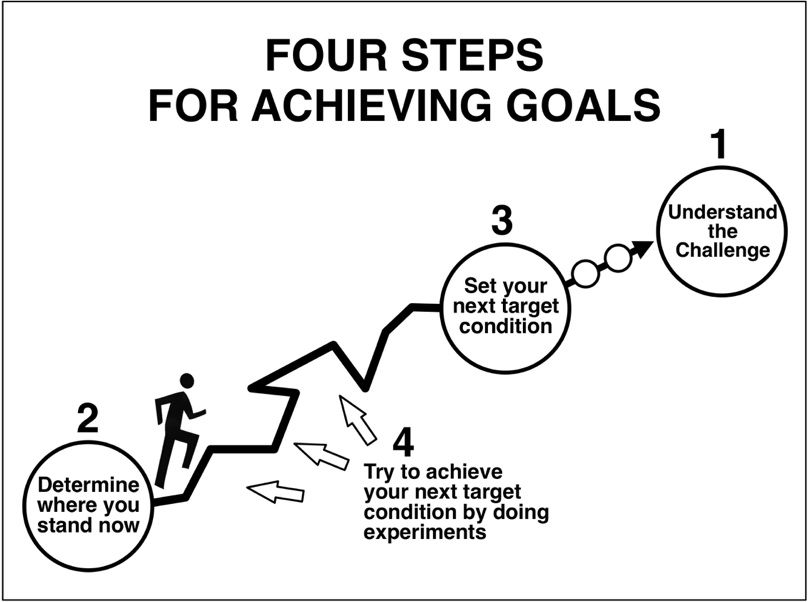 FOUR STEPS
FOR ACHIEVING GOALS
1
Understand
the
Challenge
3
Set your
next target
condition
2
Determine
where you
stand now
4
Try to achieve
your next target
condition by doing
experiments